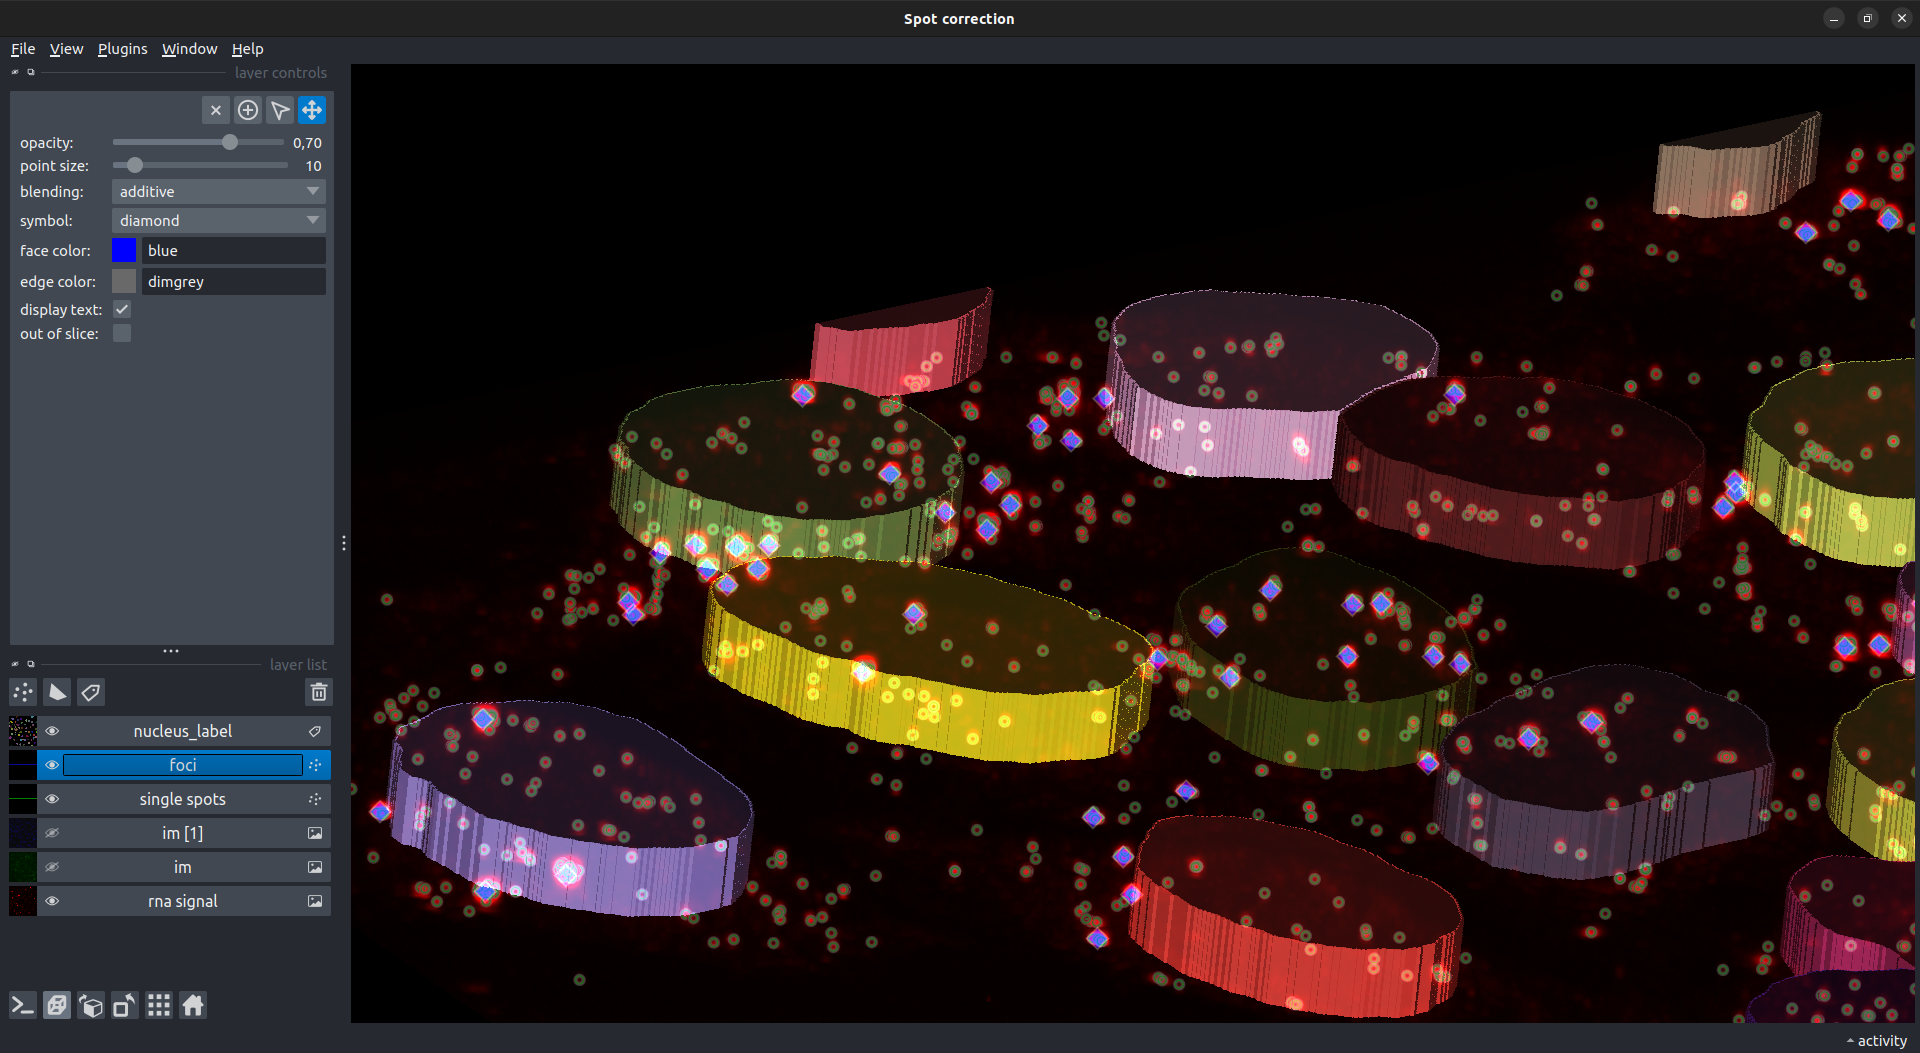 Spot correction
File View Plugins Window Help
layer controls
opacity: 0,70
point size: 10
blending: additive
symbol: diamond
face color: blue
edge color: dimgrey
display text:
out of slice:
layer list
nucleus_label
foci
single spots
im [1]
im
rna signal
activity